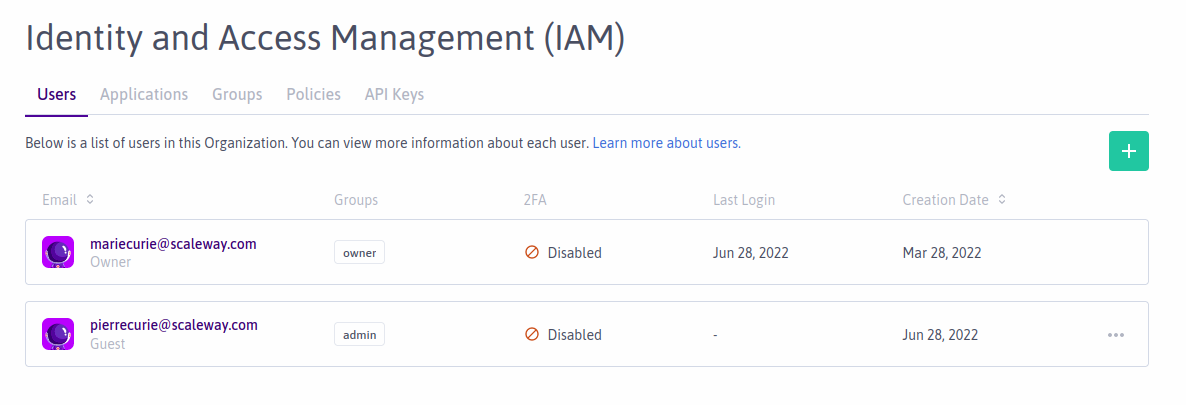 Identity and Access Management (IAM)
Users Applications Groups Policies API Keys
Below is a list of users in this Organization. You can view more information about each user. Learn more about users.
Email Groups 2FA Last Login Creation Date
mariecurie@scaleway.com
Owner
owner Disabled Jun 28, 2022 Mar 28, 2022
pierrecurie@scaleway.com
Guest
admin Disabled - Jun 28, 2022